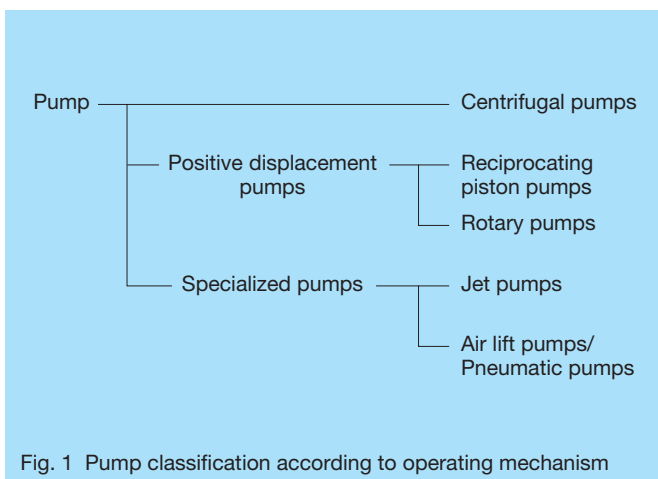 Pump
Centrifugal pumps
Positive displacement
pumps
Reciprocating
piston pumps
Rotary pumps
Specialized pumps
Jet pumps
Air lift pumps/
Pneumatic pumps
Fig. 1 Pump classification according to operating mechanism